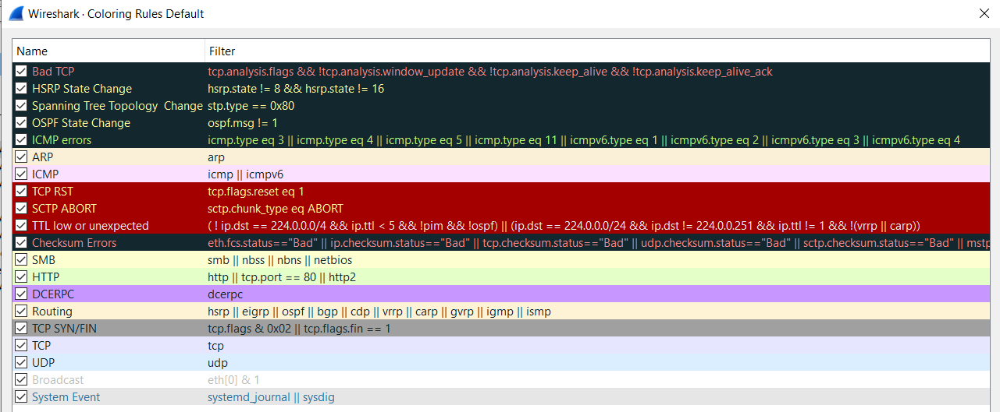 Wireshark · Coloring Rules Default
Name Filter
Bad TCP tcp.analysis.flags && !tcp.analysis.window_update && !tcp.analysis.keep_alive && !tcp.analysis.keep_alive_ack
HSRP State Change hsrp.state != 8 && hsrp.state != 16
Spanning Tree Topology  Change stp.type == 0x80
OSPF State Change ospf.msg != 1
ICMP errors icmp.type eq 3 || icmp.type eq 4 || icmp.type eq 5 || icmp.type eq 11 || icmpv6.type eq 1 || icmpv6.type eq 2 || icmpv6.type eq 3 || icmpv6.type eq 4
ARP arp
ICMP icmp || icmpv6
TCP RST tcp.flags.reset eq 1
SCTP ABORT sctp.chunk_type eq ABORT
TTL low or unexpected ( ! ip.dst == 224.0.0.0/4 && ip.ttl < 5 && !pim && !ospf) || (ip.dst == 224.0.0.0/24 && ip.dst != 224.0.0.251 && ip.ttl != 1 && !(vrrp || carp))
Checksum Errors eth.fcs.status=="Bad" || ip.checksum.status=="Bad" || tcp.checksum.status=="Bad" || udp.checksum.status=="Bad" || sctp.checksum.status=="Bad" || mstp
SMB smb || nbss || nbns || netbios
HTTP http || tcp.port == 80 || http2
DCERPC dcerpc
Routing hsrp || eigrp || ospf || bgp || cdp || vrrp || carp || gvrp || igmp || ismp
TCP SYN/FIN tcp.flags & 0x02 || tcp.flags.fin == 1
TCP tcp
UDP udp
Broadcast eth[0] & 1
System Event systemd_journal || sysdig